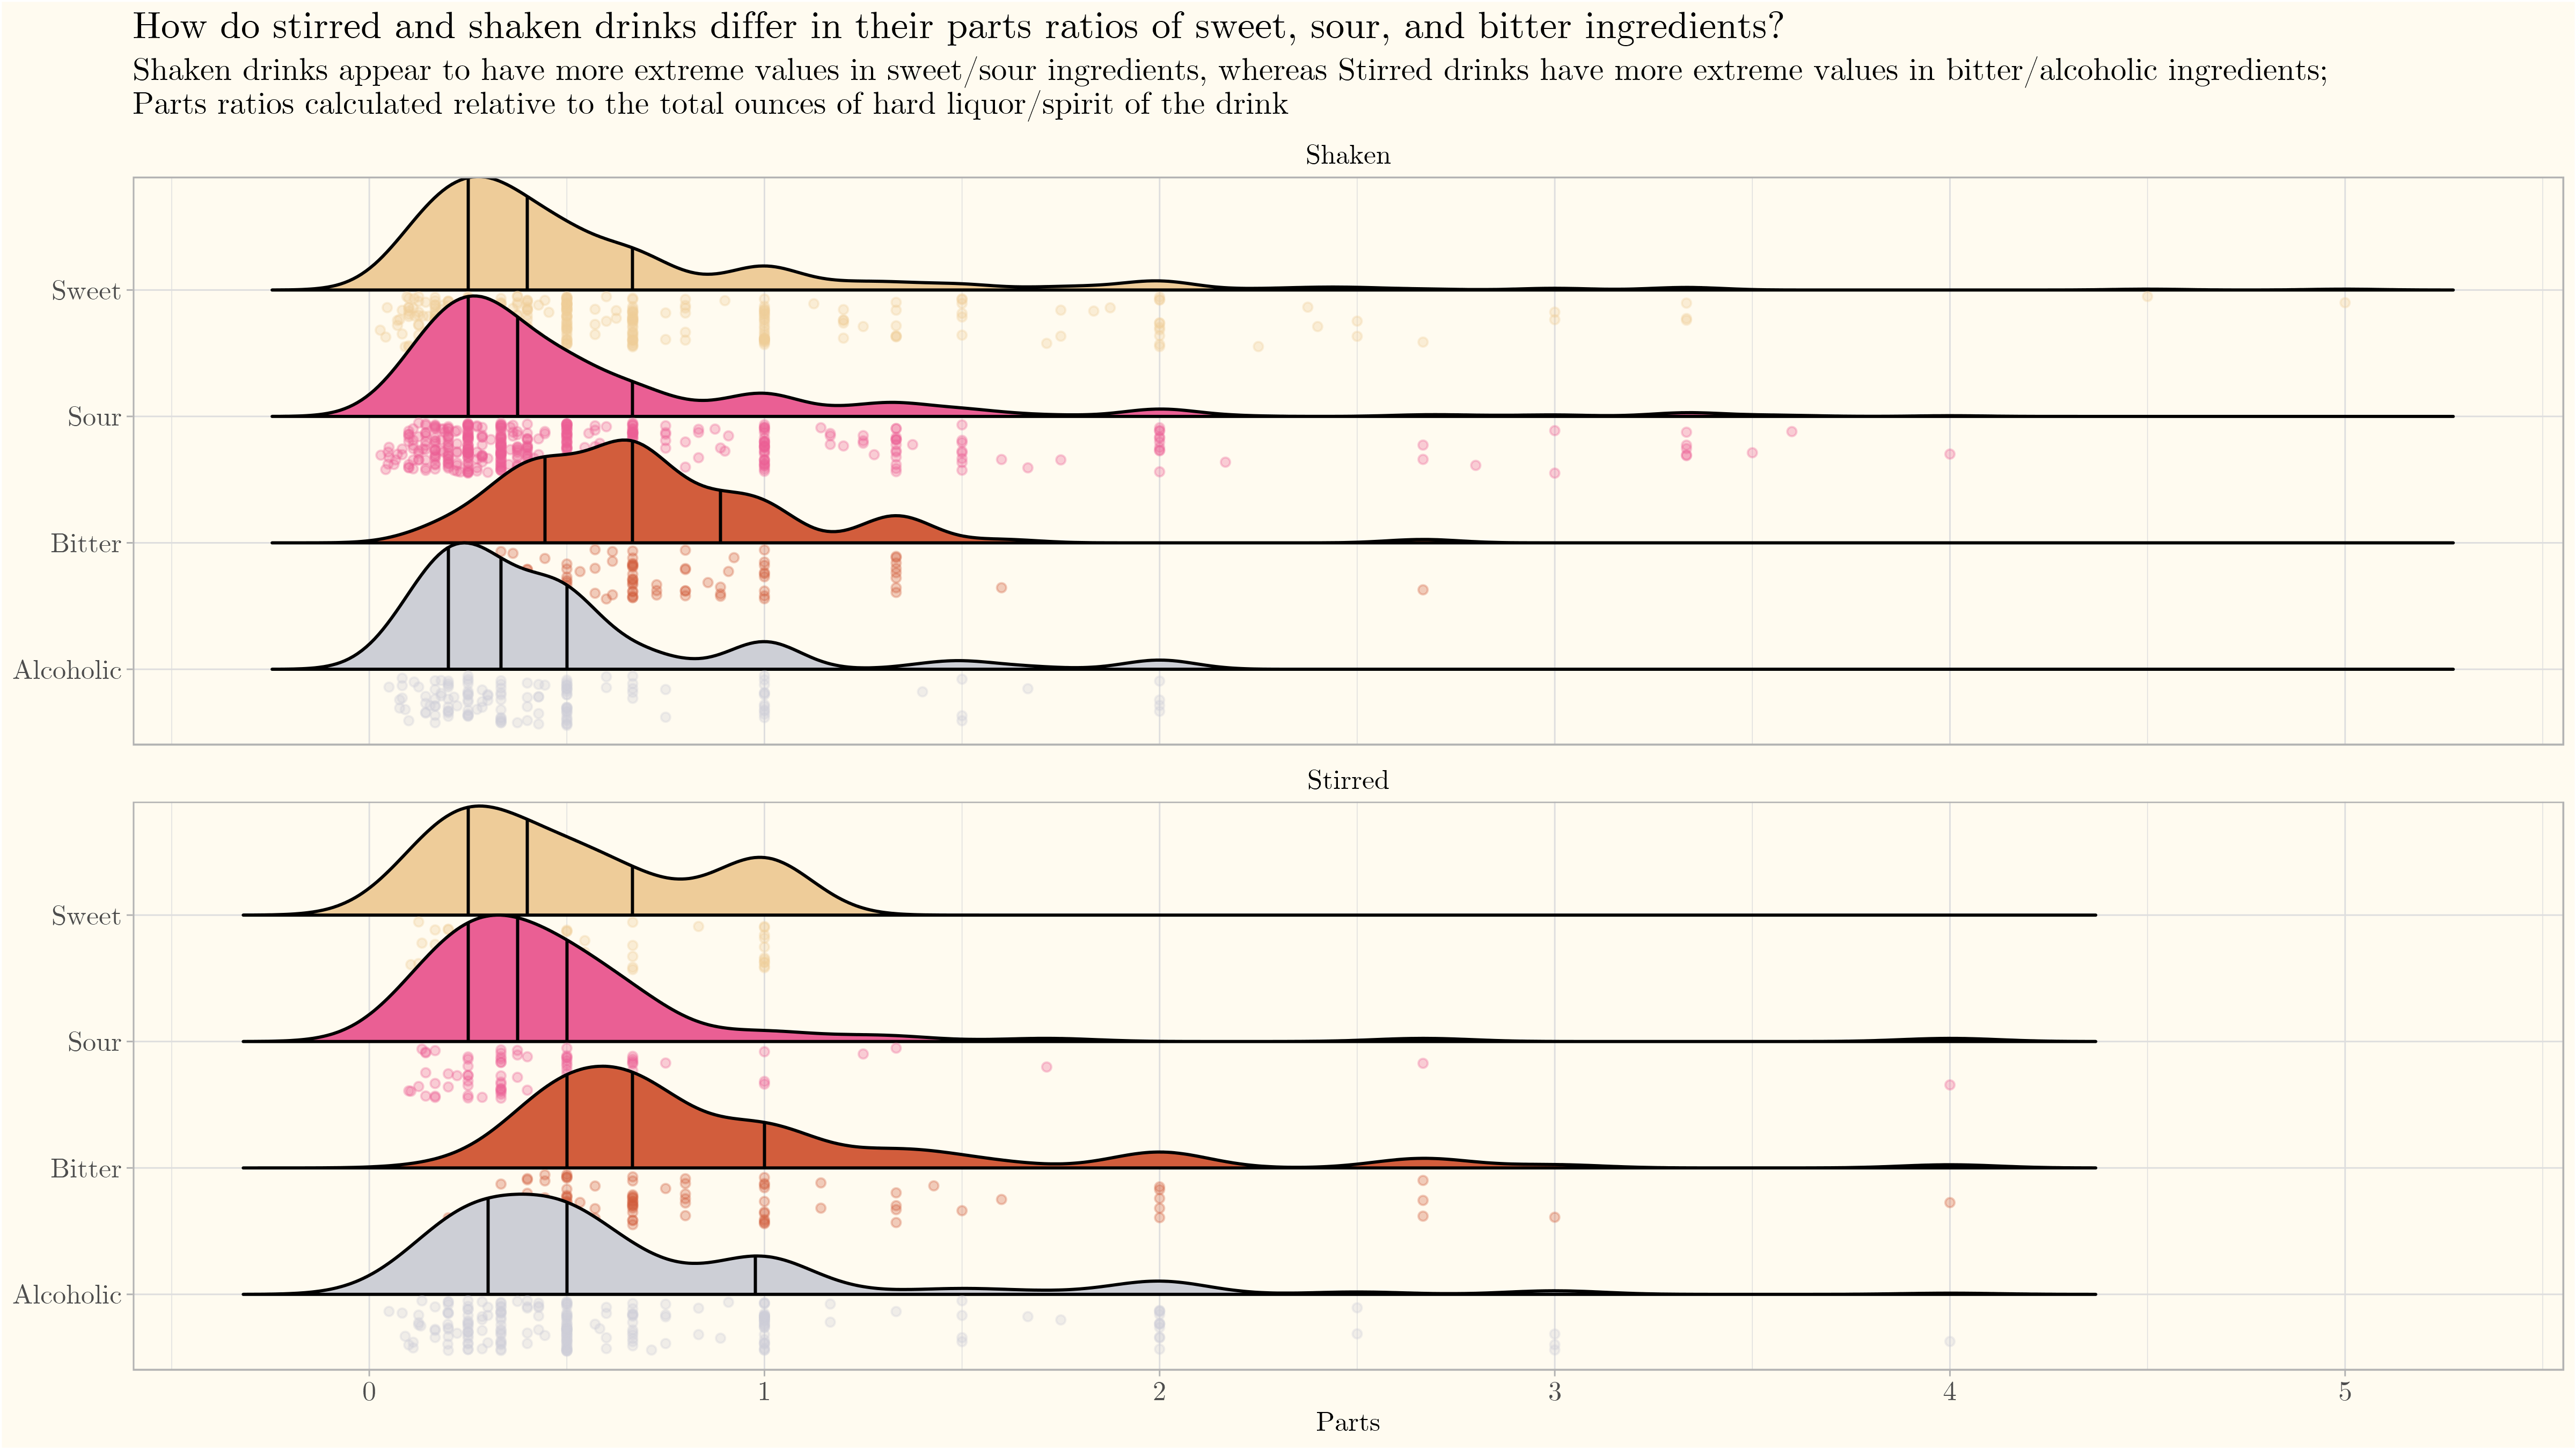 How do stirred and shaken drinks differ in their parts ratios of sweet, sour, and bitter ingredients?
Shaken drinks appear to have more extreme values in sweet/sour ingredients, whereas Stirred drinks have more extreme values in bitter/alcoholic ingredients;
Parts ratios calculated relative to the total ounces of hard liquor/spirit of the drink
Shaken
Sweet
Sour
Bitter
Alcoholic
Stirred
Sweet
Sour
Bitter
Alcoholic
0 1 2 3 4 5
Parts